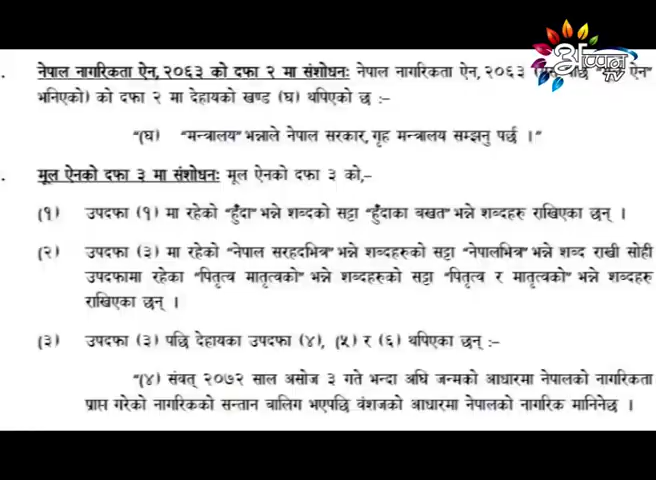 अप्पन
TV
. नेपाल नागरिकता ऐन, २०६३ को दफा २ मा संशोधनः नेपाल नागरिकता ऐन, २०६३ ऐन"
भनिएको) को दफा २ मा देहायको खण्ड (घ) थपिएको छ :-
"(घ) "मन्त्रालय" भन्नाले नेपाल सरकार, गृह मन्त्रालय सम्झनु पर्छ ।"
. मूल ऐनको दफा ३ मा संशोधनः मूल ऐनको दफा ३ को,-
(१) उपदफा (१) मा रहेको "हुँदा" भन्ने शब्दको सट्टा "हुँदाका बखत" भन्ने शब्दहरु राखिएका छन् ।
(२) उपदफा (३) मा रहेको "नेपाल सरहदभित्र" भन्ने शब्दहरुको सट्टा "नेपालभित्र" भन्ने शब्द राखी सोही
उपदफामा रहेका "पितृत्व मातृत्वको" भन्ने शब्दहरुको सट्टा "पितृत्व र मातृत्वको" भन्ने शब्दहरु
राखिएका छन् ।
(३) उपदफा (३) पछि देहायका उपदफा (४), (५) र (६) थपिएका छन् :-
"(४) संवत् २०७२ साल असोज ३ गते भन्दा अघि जन्मको आधारमा नेपालको नागरिकता
प्राप्त गरेको नागरिकको सन्तान बालिग भएपछि वंशजको आधारमा नेपालको नागरिक मानिनेछ ।